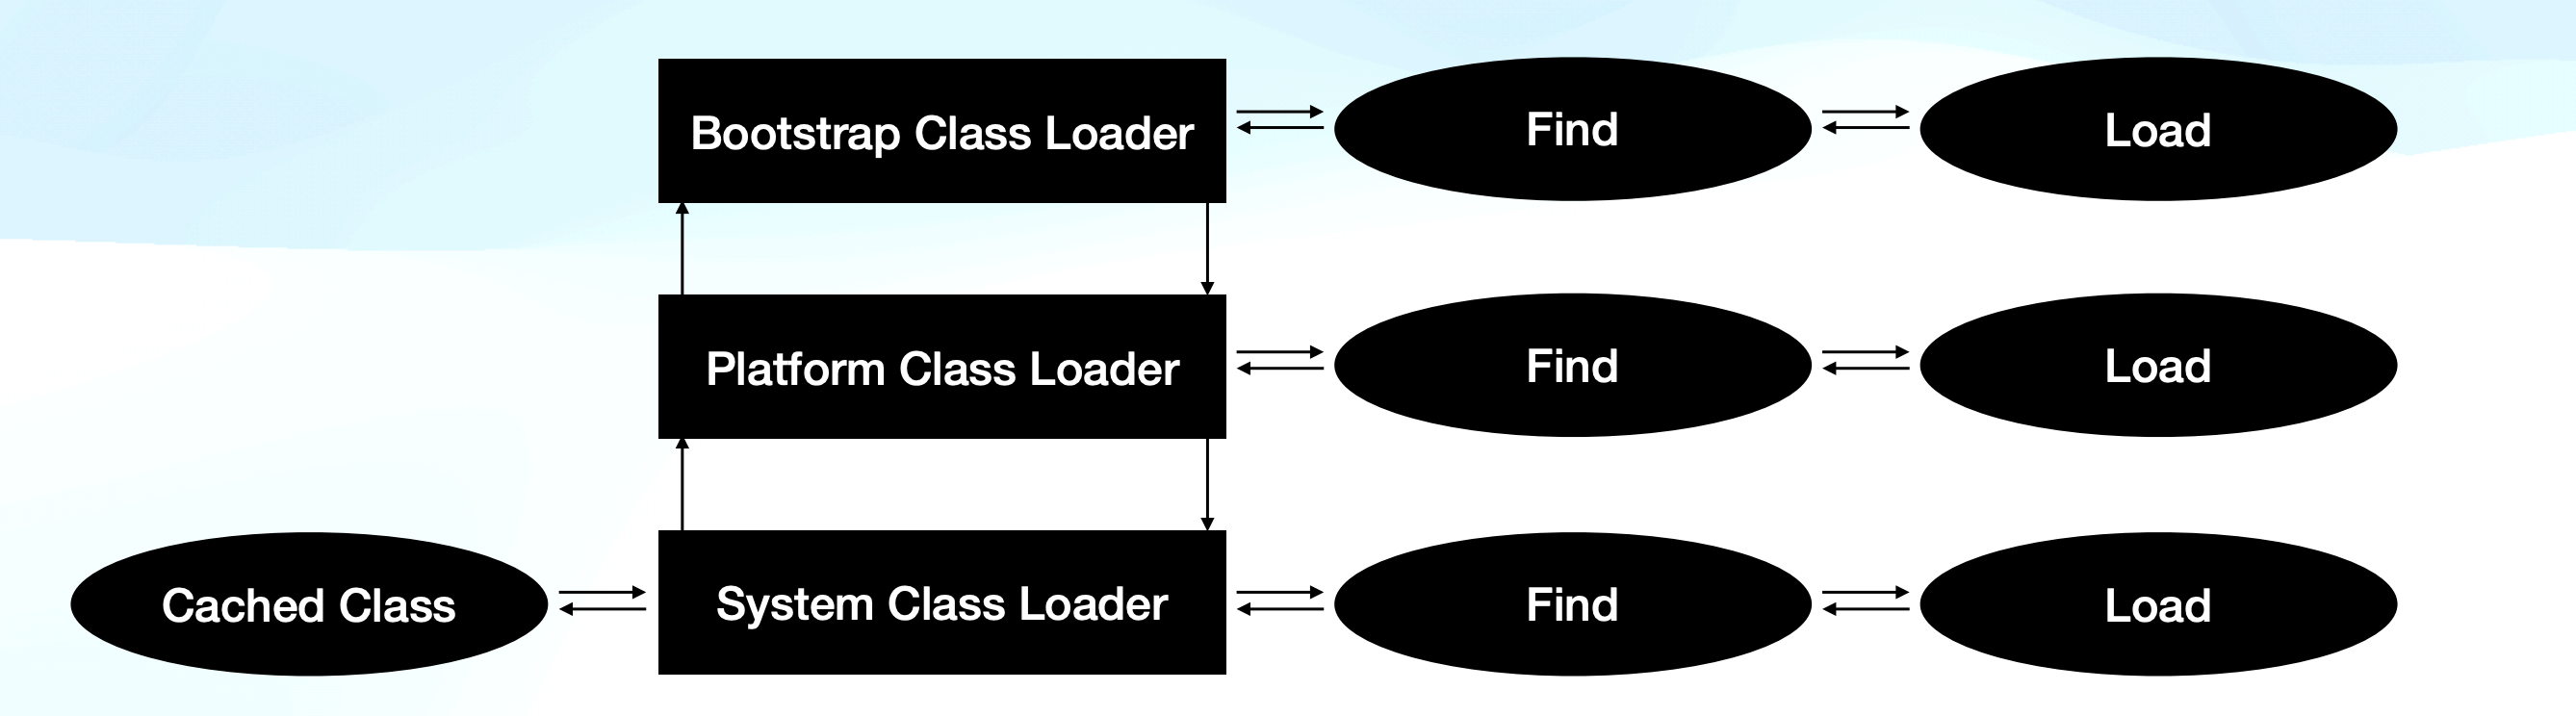 Bootstrap Class Loader
Find
Load
Platform Class Loader
Find
Load
Cached Class
System Class Loader
Find
Load